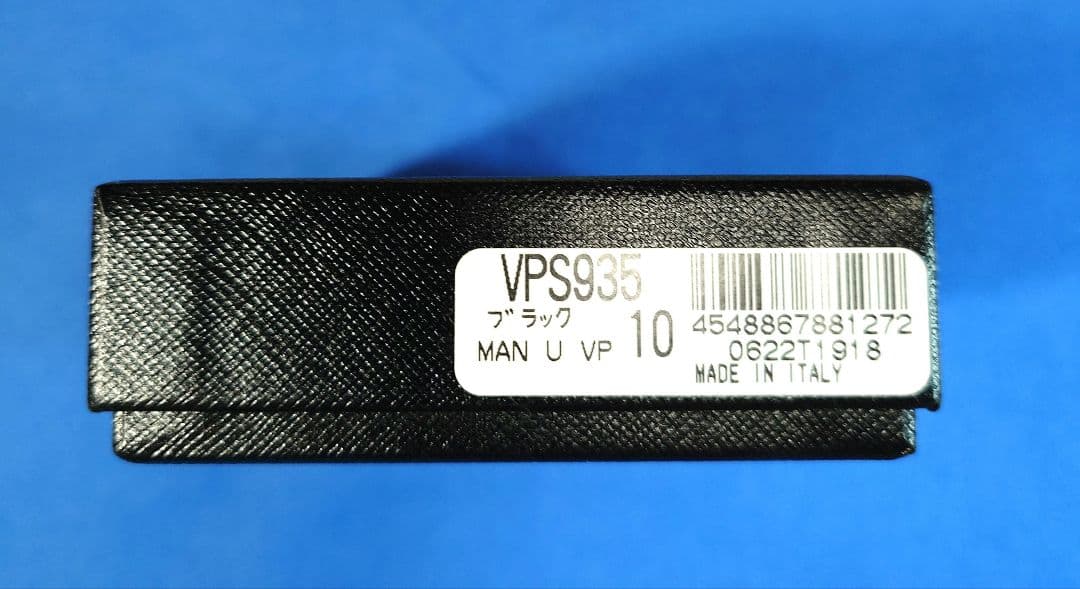 VPS935
ブラック
MAN U VP 10
4548867881272
0622T1918
MADE IN ITALY